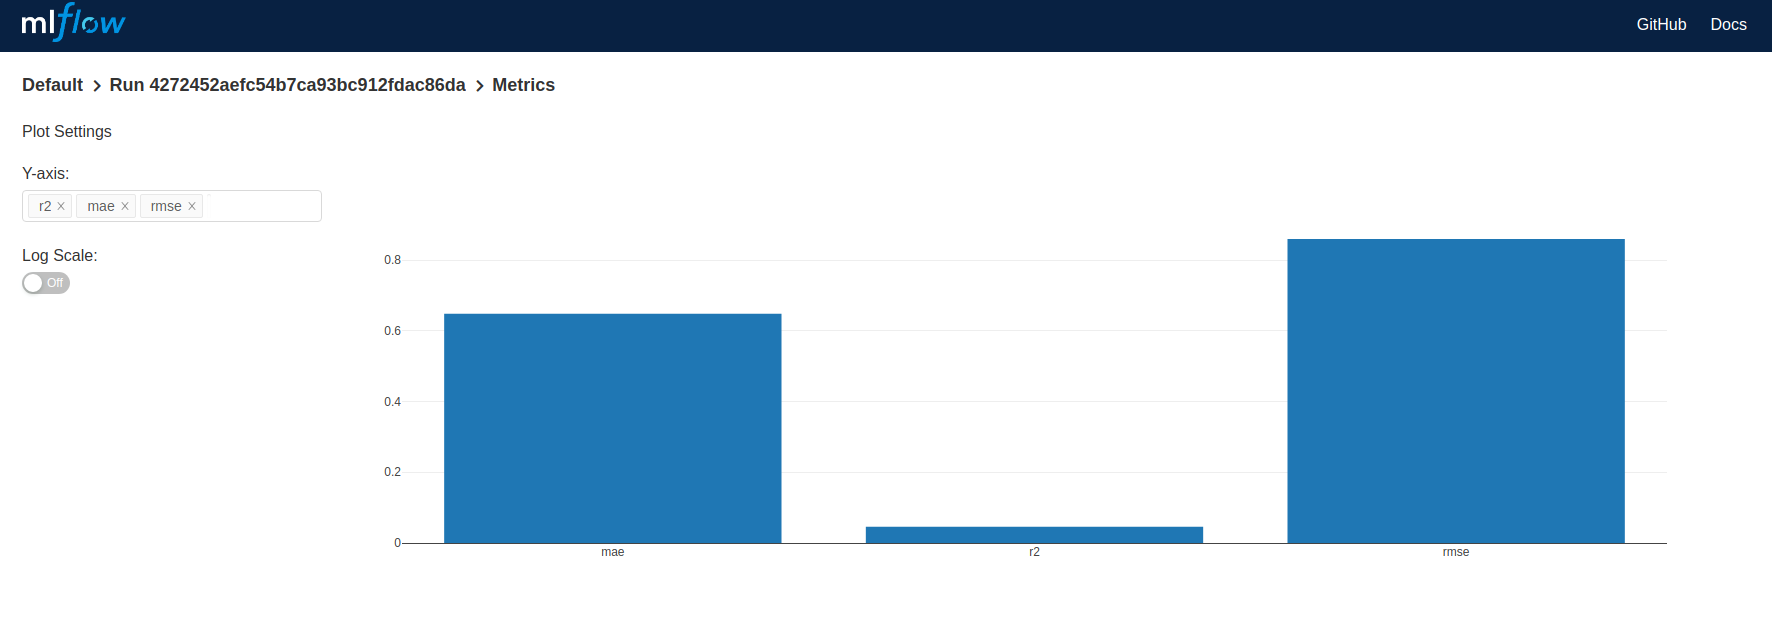 mlflow GitHub Docs
Default > Run 4272452aefc54b7ca93bc912fdac86da > Metrics
Plot Settings
Y-axis:
r2 × mae × rmse ×
Log Scale:
Off
0.8
0.6
0.4
0.2
0
mae r2 rmse